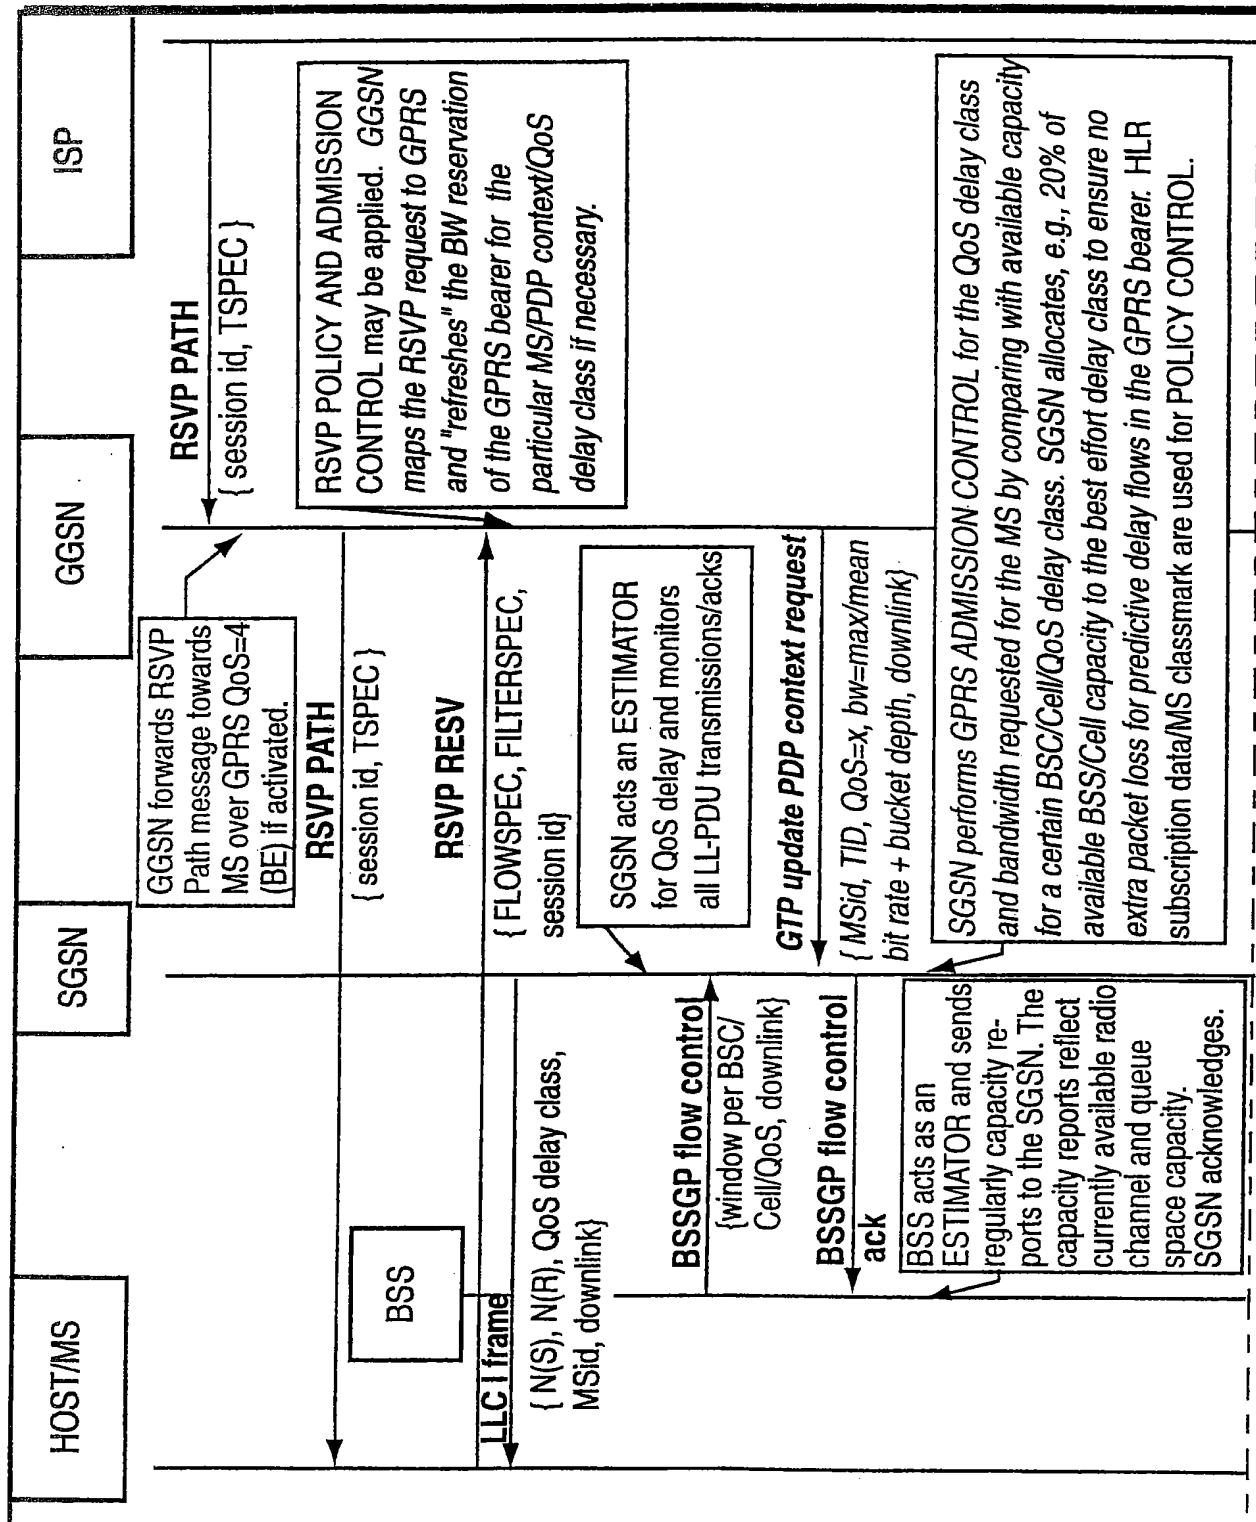 HOST/MS
SGSN
GGSN
ISP
RSVP PATH
{ session id, TSPEC }
GGSN forwards RSVP
Path message towards
MS over GPRS QoS=4
(BE) if activated.
RSVP PATH
{ session id, TSPEC }
RSVP POLICY AND ADMISSION
CONTROL may be applied. GGSN
maps the RSVP request to GPRS
and "refreshes" the BW reservation
of the GPRS bearer for the
particular MS/PDP context/QoS
delay class if necessary.
BSS
RSVP RESV
{ FLOWSPEC, FILTERSPEC,
session id}
LLC I frame
{ N(S), N(R), QoS delay class,
MSid, downlink}
SGSN acts an ESTIMATOR
for QoS delay and monitors
all LL-PDU transmissions/acks
BSSGP flow control
{window per BSC/
Cell/QoS, downlink}
GTP update PDP context request
{ MSid, TID, QoS=x, bw=max/mean
bit rate + bucket depth, downlink}
BSSGP flow control
ack
BSS acts as an
ESTIMATOR and sends
regularly capacity re-
ports to the SGSN. The
capacity reports reflect
currently available radio
channel and queue
space capacity.
SGSN acknowledges.
SGSN performs GPRS ADMISSION CONTROL for the QoS delay class
and bandwidth requested for the MS by comparing with available capacity
for a certain BSC/Cell/QoS delay class. SGSN allocates, e.g., 20% of
available BSS/Cell capacity to the best effort delay class to ensure no
extra packet loss for predictive delay flows in the GPRS bearer. HLR
subscription data/MS classmark are used for POLICY CONTROL.